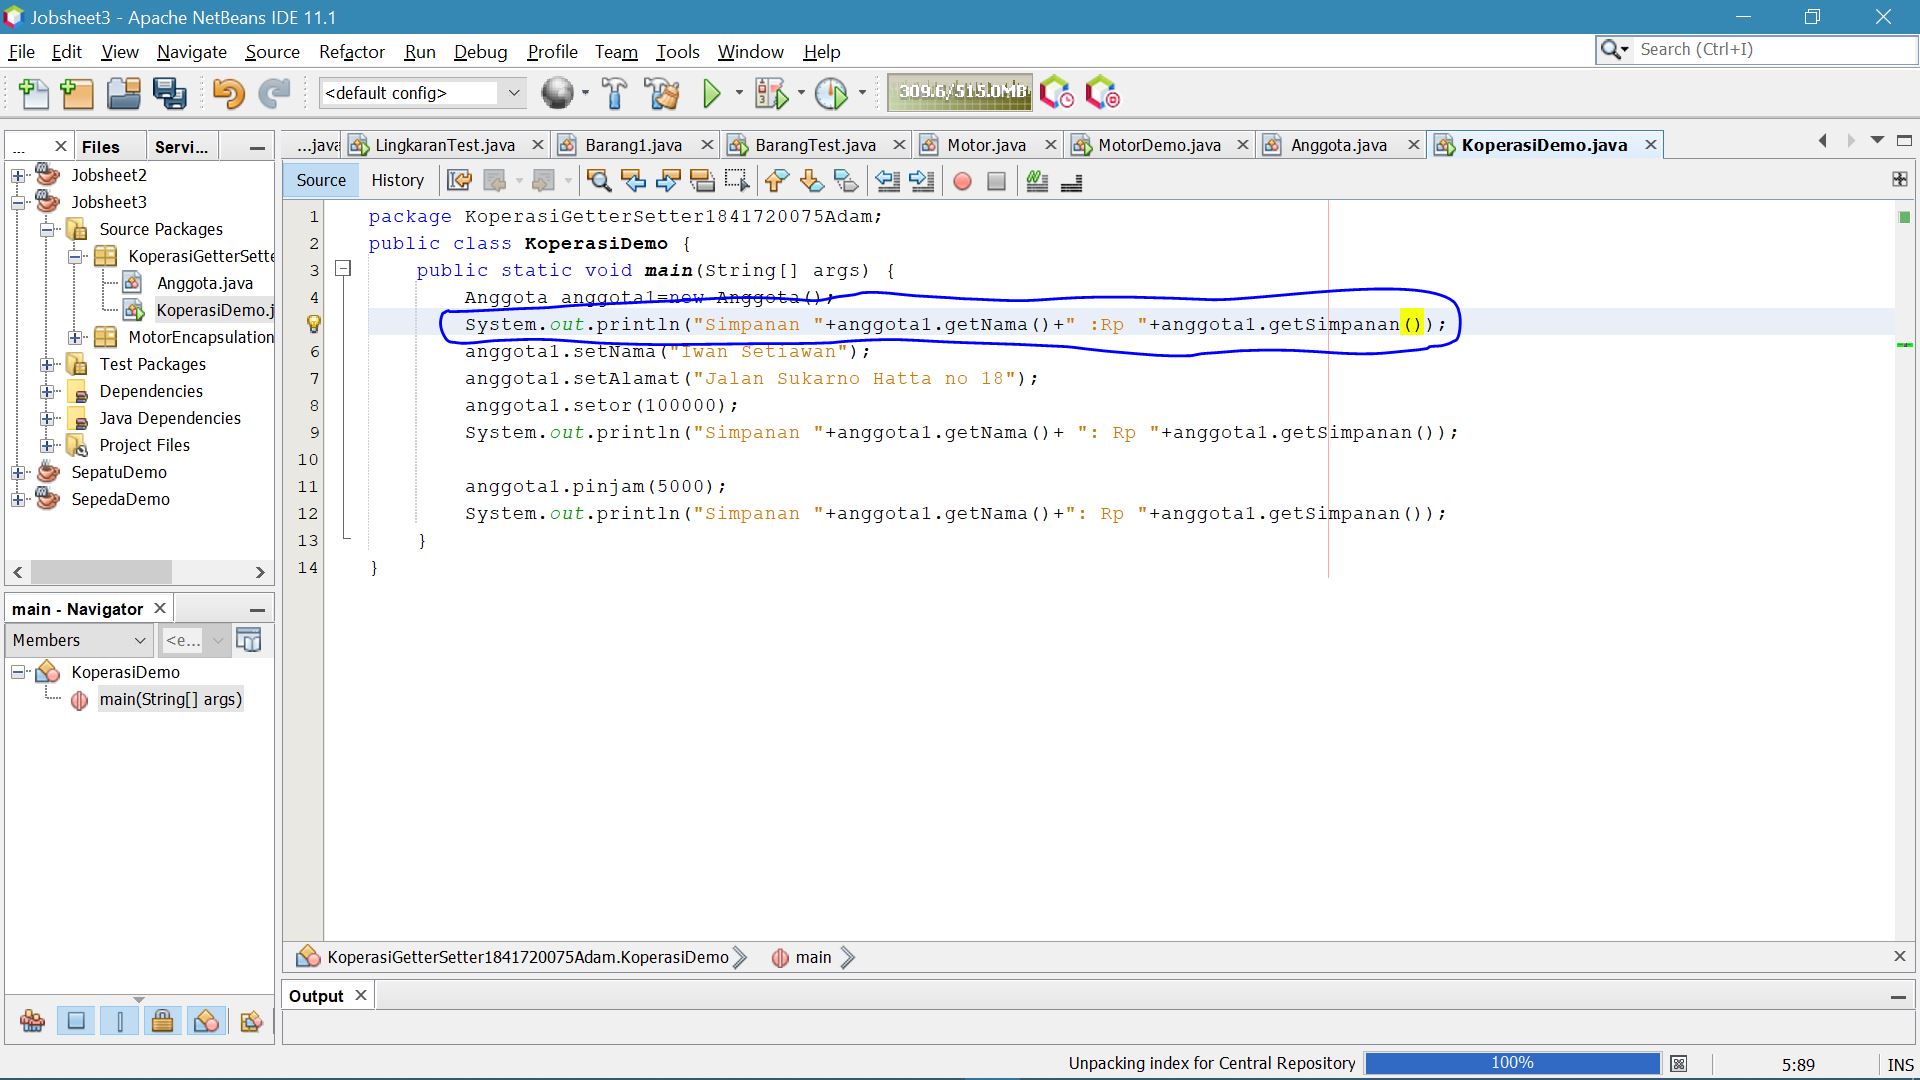 Jobsheet3 - Apache NetBeans IDE 11.1
File Edit View Navigate Source Refactor Run Debug Profile Team Tools Window Help
Search (Ctrl+I)
<default config>
309.6/515.0MB
... Files Servi...
...java LingkaranTest.java Barang1.java BarangTest.java Motor.java MotorDemo.java Anggota.java KoperasiDemo.java
Source History
Jobsheet2
Jobsheet3
Source Packages
KoperasiGetterSette
Anggota.java
KoperasiDemo.j
MotorEncapsulation
Test Packages
Dependencies
Java Dependencies
Project Files
SepatuDemo
SepedaDemo
1 package KoperasiGetterSetter1841720075Adam;
2 public class KoperasiDemo {
3 public static void main(String[] args) {
4 Anggota anggota1=new Anggota();
System.out.println("Simpanan "+anggota1.getNama()+" :Rp "+anggota1.getSimpanan());
6 anggota1.setNama("Iwan Setiawan");
7 anggota1.setAlamat("Jalan Sukarno Hatta no 18");
8 anggota1.setor(100000);
9 System.out.println("Simpanan "+anggota1.getNama()+ ": Rp "+anggota1.getSimpanan());
10
11 anggota1.pinjam(5000);
12 System.out.println("Simpanan "+anggota1.getNama()+": Rp "+anggota1.getSimpanan());
13 }
14 }
main - Navigator
Members
<e...
KoperasiDemo
main(String[] args)
KoperasiGetterSetter1841720075Adam.KoperasiDemo main
Output
Unpacking index for Central Repository 100% 5:89 INS